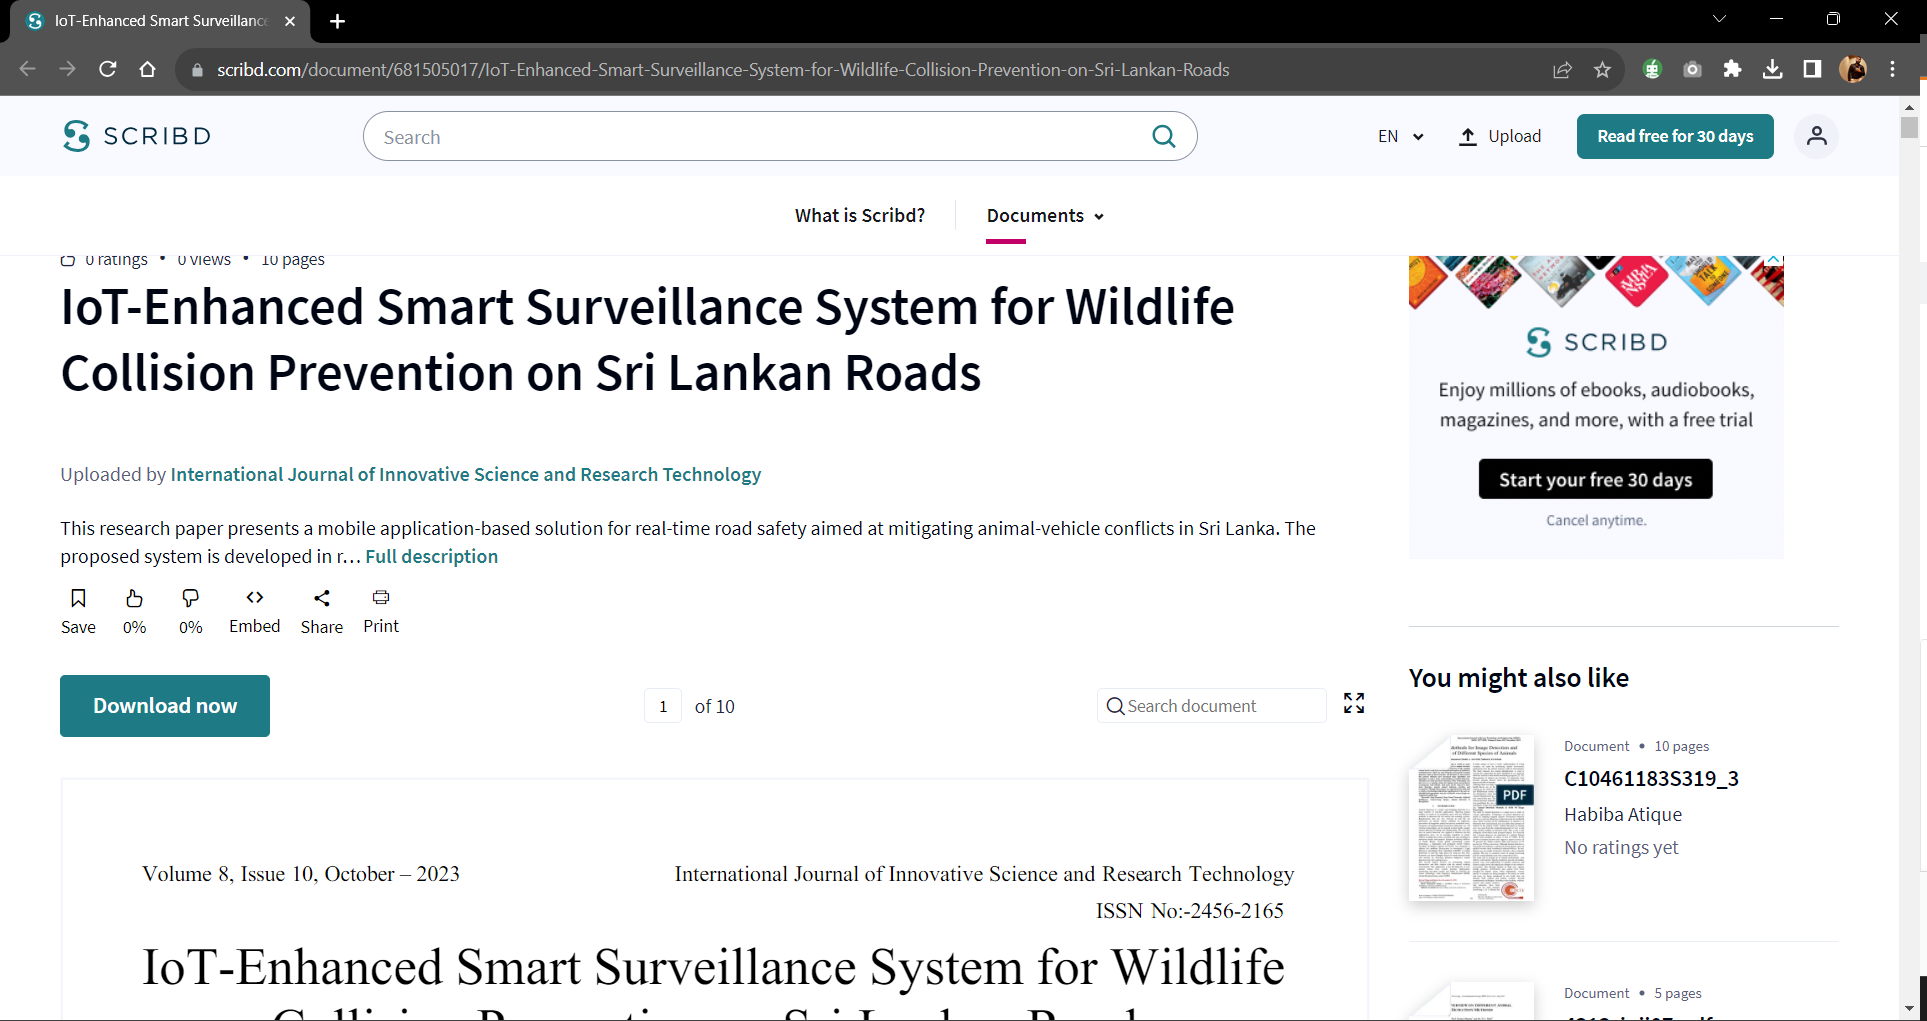 IoT-Enhanced Smart Surveillance
scribd.com/document/681505017/IoT-Enhanced-Smart-Surveillance-System-for-Wildlife-Collision-Prevention-on-Sri-Lankan-Roads
SCRIBD
Search
EN
Upload
Read free for 30 days
What is Scribd?
Documents
0 ratings • 0 views • 10 pages
IoT-Enhanced Smart Surveillance System for Wildlife
Collision Prevention on Sri Lankan Roads
Uploaded by International Journal of Innovative Science and Research Technology
This research paper presents a mobile application-based solution for real-time road safety aimed at mitigating animal-vehicle conflicts in Sri Lanka. The
proposed system is developed in r... Full description
Save
0%
0%
Embed
Share
Print
Download now
1 of 10
Search document
Volume 8, Issue 10, October – 2023
International Journal of Innovative Science and Research Technology
ISSN No:-2456-2165
IoT-Enhanced Smart Surveillance System for Wildlife
Collision Prevention on Sri Lankan Roads
SCRIBD
Enjoy millions of ebooks, audiobooks,
magazines, and more, with a free trial
Start your free 30 days
Cancel anytime.
You might also like
PDF
Document • 10 pages
C10461183S319_3
Habiba Atique
No ratings yet
Document • 5 pages